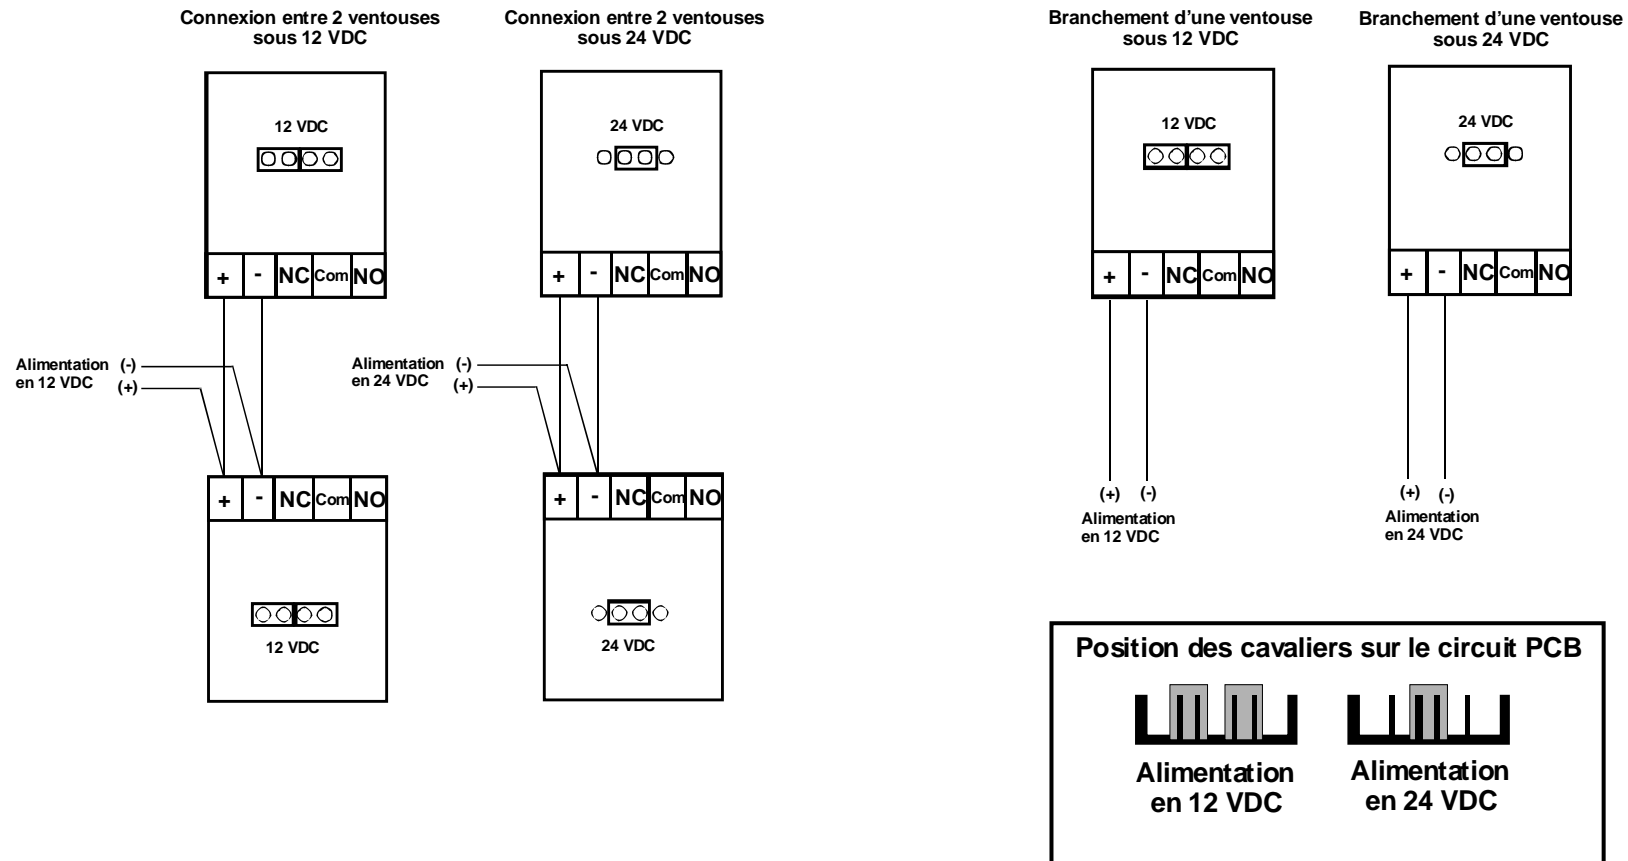 Connexion entre 2 ventouses
sous 12 VDC
12 VDC
+ - NC Com NO
Alimentation (-)
en 12 VDC (+)
+ - NC Com NO
12 VDC
Connexion entre 2 ventouses
sous 24 VDC
24 VDC
+ - NC Com NO
Alimentation (-)
en 24 VDC (+)
+ - NC Com NO
24 VDC
Branchement d'une ventouse
sous 12 VDC
12 VDC
+ - NC Com NO
(+) (-)
Alimentation
en 12 VDC
Branchement d'une ventouse
sous 24 VDC
24 VDC
+ - NC Com NO
(+) (-)
Alimentation
en 24 VDC
Position des cavaliers sur le circuit PCB
Alimentation
en 12 VDC
Alimentation
en 24 VDC